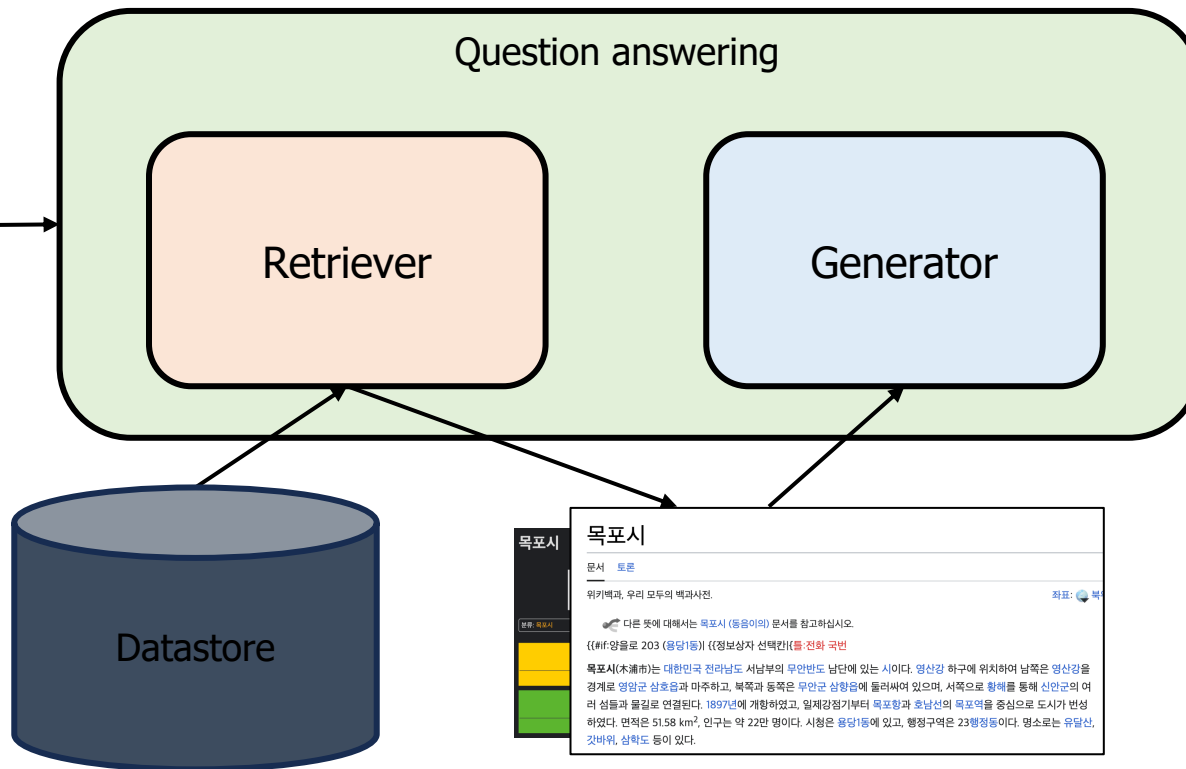 Question answering
Retriever
Generator
Datastore
목포시
분류: 목포시
목포시
문서 토론
위키백과, 우리 모두의 백과사전.
좌표:
다른 뜻에 대해서는 목포시 (동음이의) 문서를 참고하십시오.
{{#if:양을로 203 (용당1동)| {{정보상자 선택칸|{틀:전화 국번
목포시(木浦市)는 대한민국 전라남도 서남부의 무안반도 남단에 있는 시이다. 영산강 하구에 위치하여 남쪽은 영산강을
경계로 영암군 삼호읍과 마주하고, 북쪽과 동쪽은 무안군 삼향읍에 둘러싸여 있으며, 서쪽으로 황해를 통해 신안군의 여
러 섬들과 물길로 연결된다. 1897년에 개항하였고, 일제강점기부터 목포항과 호남선의 목포역을 중심으로 도시가 번성
하였다. 면적은 51.58 km², 인구는 약 22만 명이다. 시청은 용당1동에 있고, 행정구역은 23행정동이다. 명소로는 유달산,
갓바위, 삼학도 등이 있다.